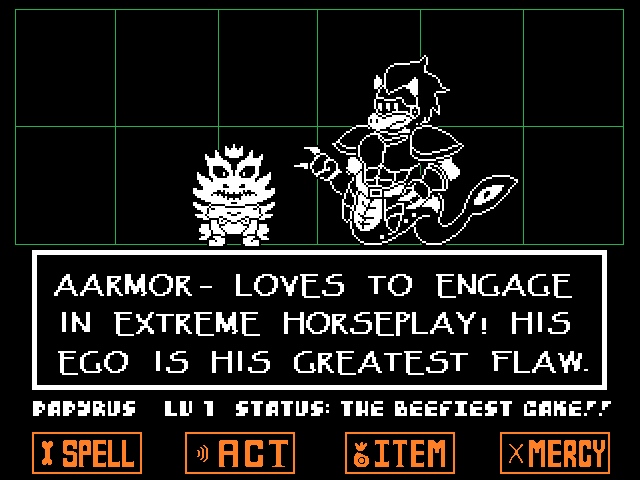 AARMOR- LOVES TO ENGAGE
IN EXTREME HORSEPLAY! HIS
EGO IS HIS GREATEST FLAW.
PAPYRUS LV 1 STATUS: THE BEEFIEST CAKE!!
SPELL ACT ITEM MERCY